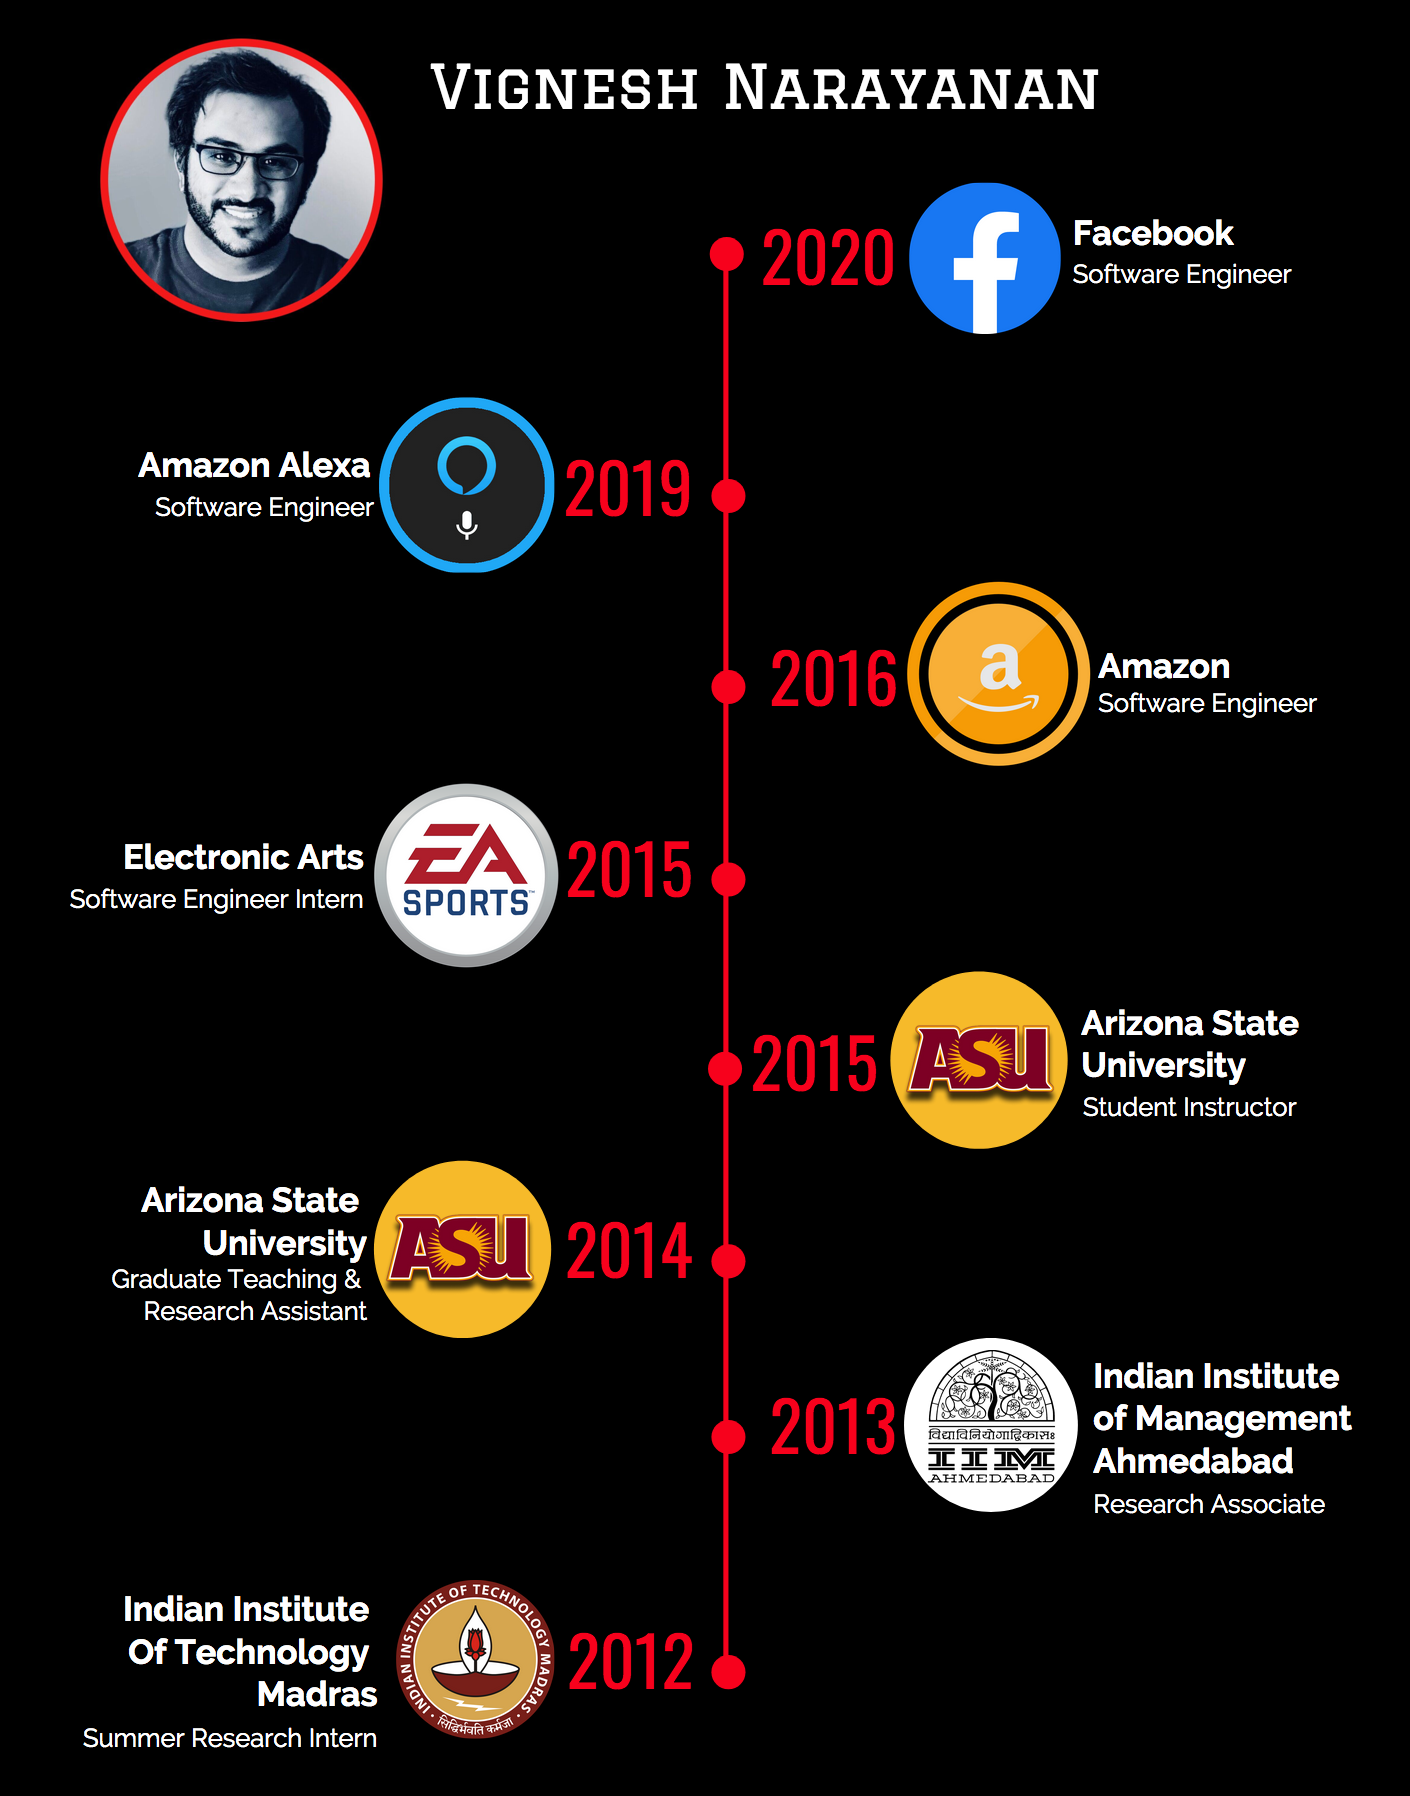 VIGNESH NARAYANAN
2020
Facebook
Software Engineer
Amazon Alexa
Software Engineer
2019
2016
a
Amazon
Software Engineer
Electronic Arts
Software Engineer Intern
EA
SPORTS™
2015
2015
ASU
Arizona State
University
Student Instructor
Arizona State
University
Graduate Teaching &
Research Assistant
ASU
2014
2013
विद्याविनियोगाद्विकासः
IIM
AHMEDABAD
Indian Institute
of Management
Ahmedabad
Research Associate
Indian Institute
Of Technology
Madras
Summer Research Intern
INDIAN INSTITUTE OF TECHNOLOGY MADRAS
सिद्धिर्भवति कर्मजा
2012